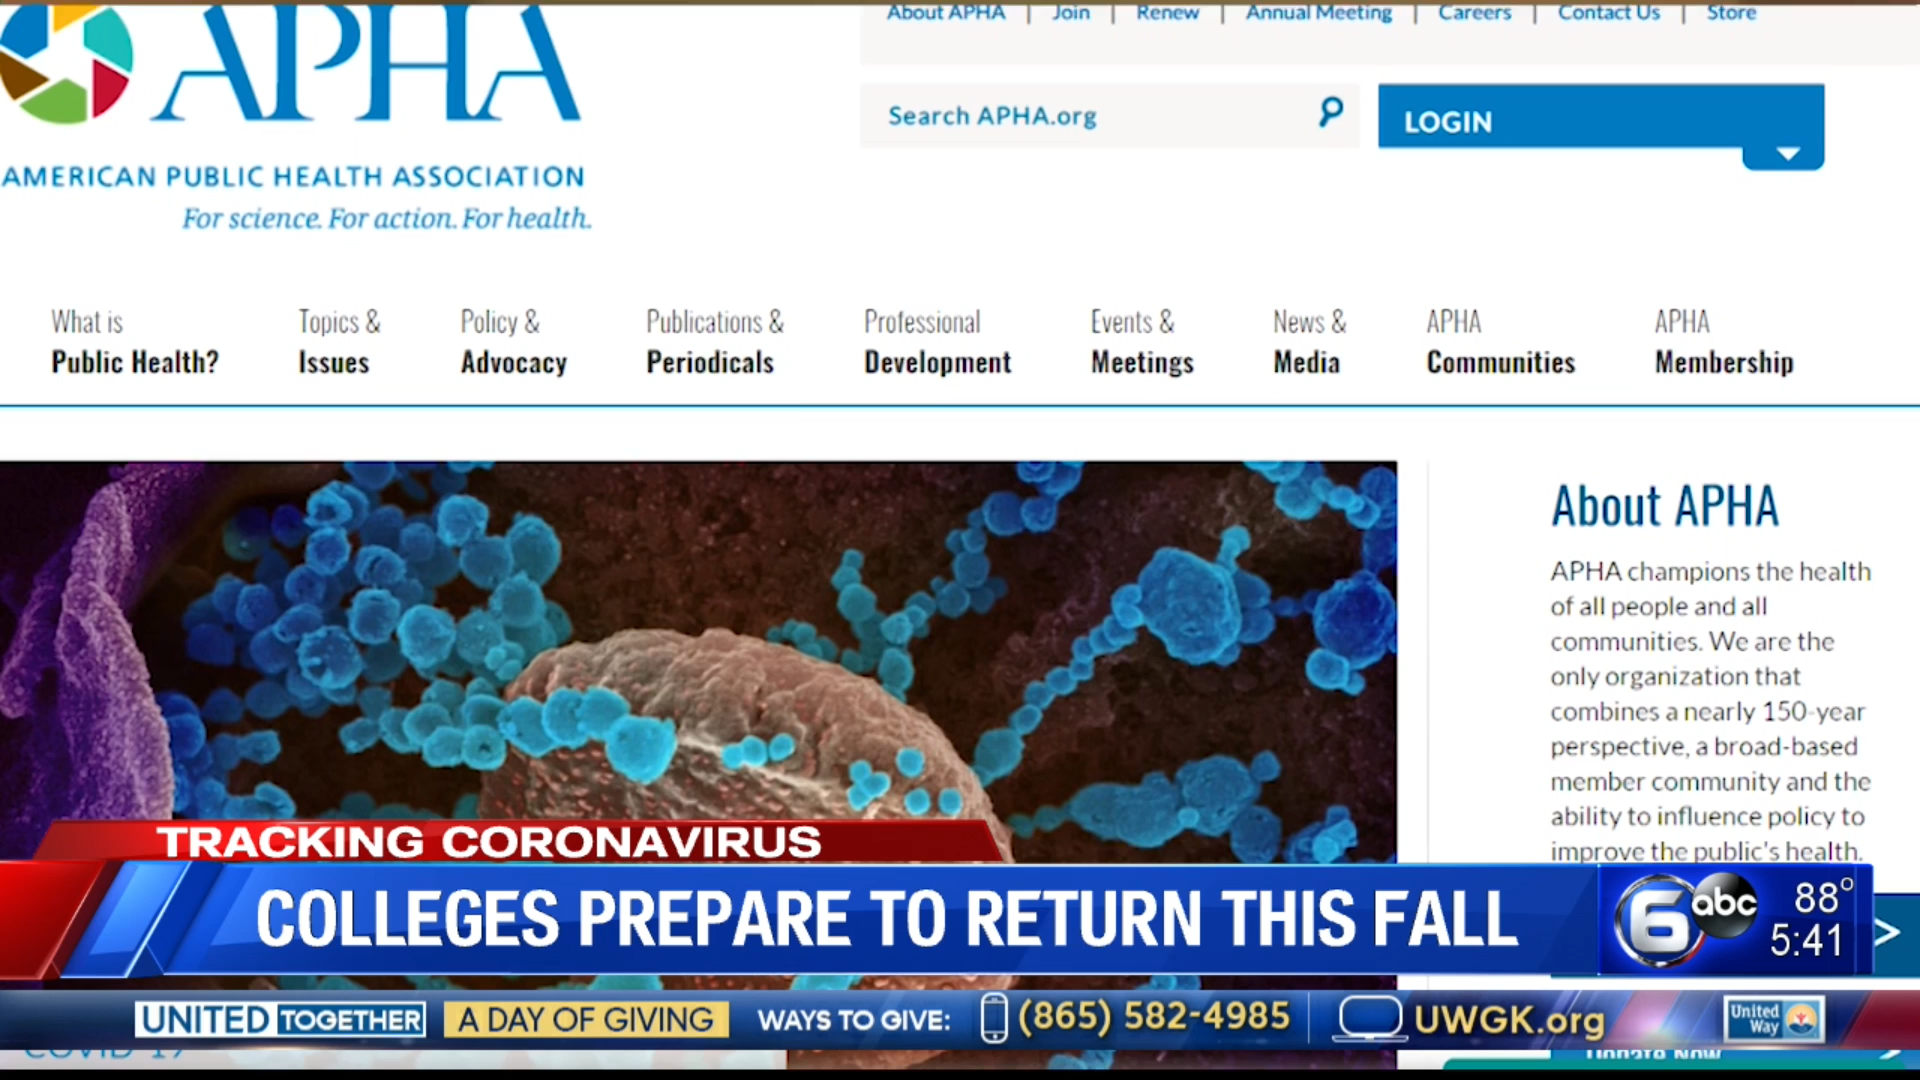 APHA
AMERICAN PUBLIC HEALTH ASSOCIATION
For science. For action. For health.
About APHA | Join | Renew | Annual Meeting | Careers | Contact Us | Store
Search APHA.org
LOGIN
What is
Public Health?
Topics &
Issues
Policy &
Advocacy
Publications &
Periodicals
Professional
Development
Events &
Meetings
News &
Media
APHA
Communities
APHA
Membership
About APHA
APHA champions the health
of all people and all
communities. We are the
only organization that
combines a nearly 150-year
perspective, a broad-based
member community and the
ability to influence policy to
improve the public's health.
TRACKING CORONAVIRUS
COLLEGES PREPARE TO RETURN THIS FALL
6 abc
88°
5:41
UNITED TOGETHER A DAY OF GIVING WAYS TO GIVE: (865) 582-4985 UWGK.org
United
Way
COVID-19
Donate Now